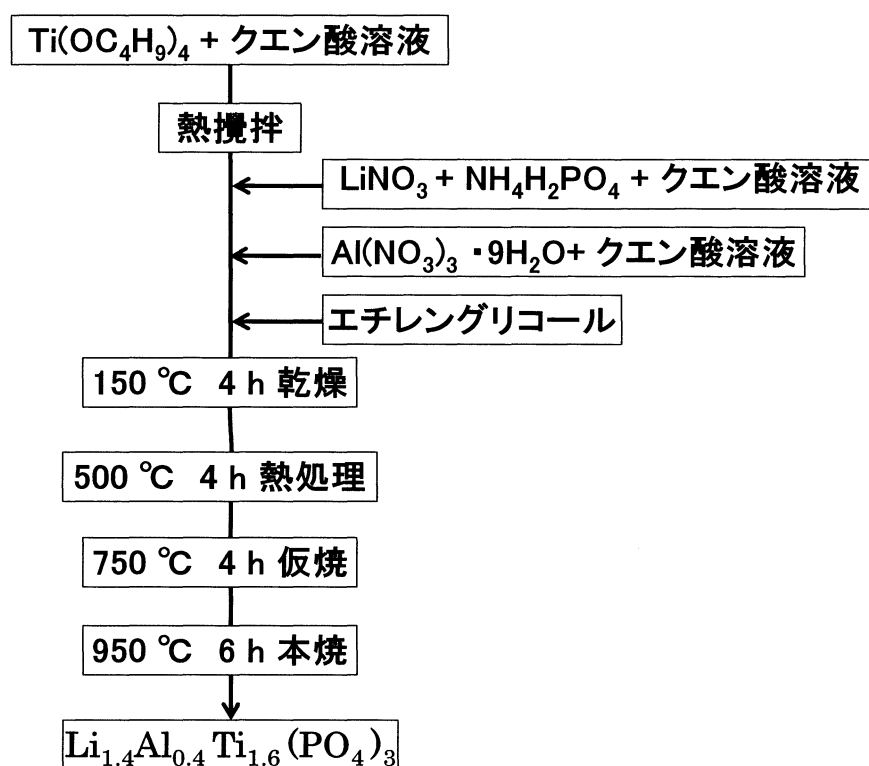 Ti(OC₄H₉)₄ + クエン酸溶液
熱攪拌
LiNO₃ + NH₄H₂PO₄ + クエン酸溶液
Al(NO₃)₃ ・9H₂O+ クエン酸溶液
エチレングリコール
150 ℃ 4 h 乾燥
500 ℃ 4 h 熱処理
750 ℃ 4 h 仮焼
950 ℃ 6 h 本焼
Li₁.₄Al₀.₄Ti₁.₆(PO₄)₃